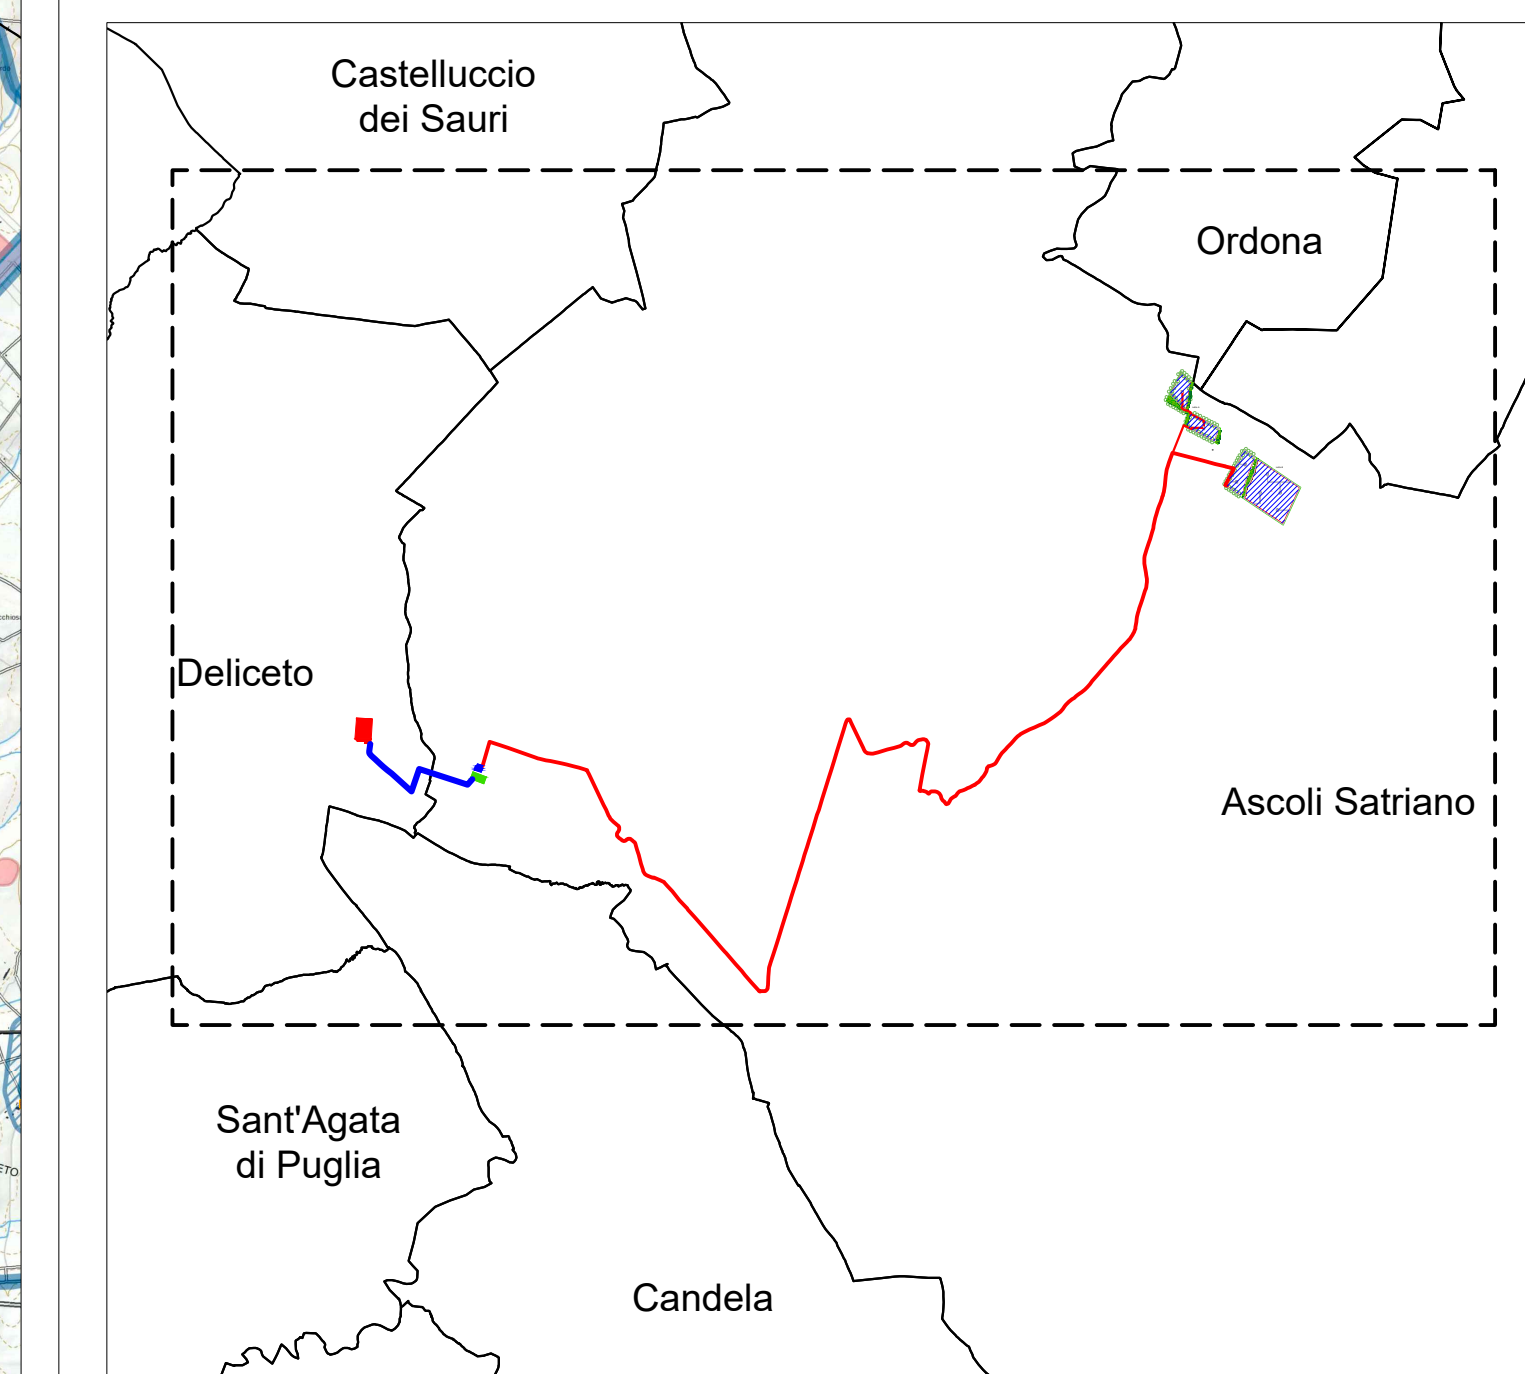 Castelluccio
dei Sauri
Ordona
Deliceto
Ascoli Satriano
Sant'Agata
di Puglia
Candela